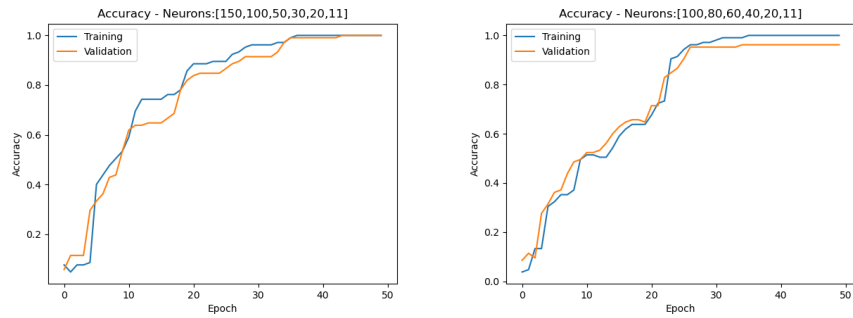 Accuracy - Neurons:[150,100,50,30,20,11]
Training
Validation
1.0
0.8
0.6
0.4
0.2
Accuracy
0
10
20
30
40
50
Epoch
Accuracy - Neurons:[100,80,60,40,20,11]
Training
Validation
1.0
0.8
0.6
0.4
0.2
0.0
Accuracy
0
10
20
30
40
50
Epoch